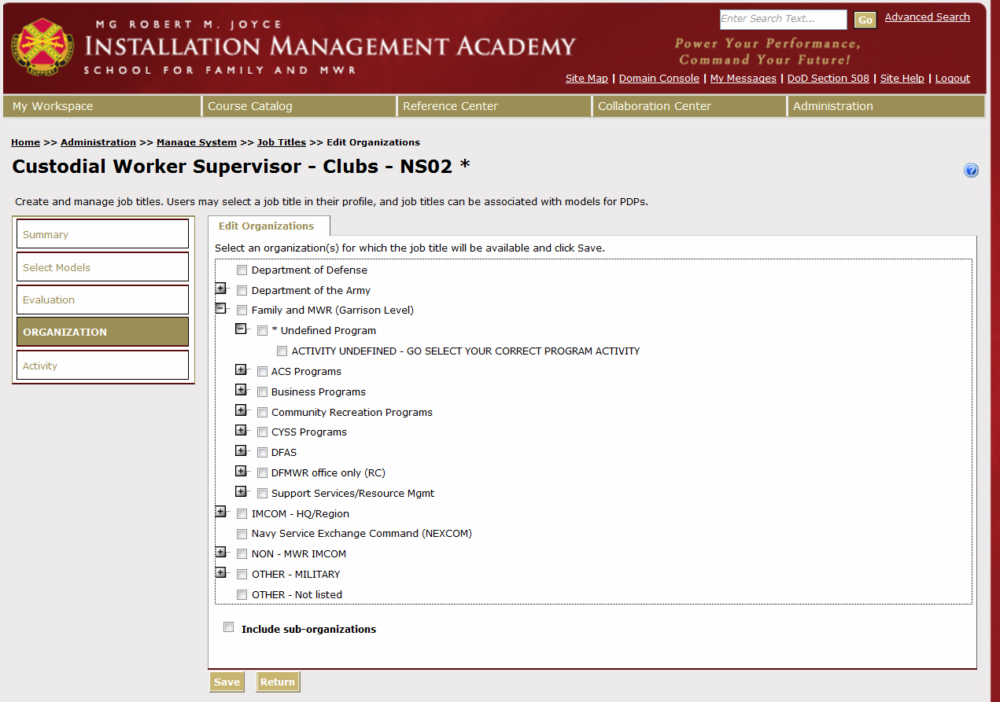 MG ROBERT M. JOYCE
INSTALLATION MANAGEMENT ACADEMY
SCHOOL FOR FAMILY AND MWR
SUPPORT
Enter Search Text...
Go
Advanced Search
Power Your Performance,
Command Your Future!
Site Map | Domain Console | My Messages | DoD Section 508 | Site Help | Logout
My Workspace
Course Catalog
Reference Center
Collaboration Center
Administration
Home >> Administration >> Manage System >> Job Titles >> Edit Organizations
Custodial Worker Supervisor - Clubs - NS02 *
?
Create and manage job titles. Users may select a job title in their profile, and job titles can be associated with models for PDPs.
Summary
Select Models
Evaluation
ORGANIZATION
Activity
Edit Organizations
Select an organization(s) for which the job title will be available and click Save.
Department of Defense
Department of the Army
Family and MWR (Garrison Level)
* Undefined Program
ACTIVITY UNDEFINED - GO SELECT YOUR CORRECT PROGRAM ACTIVITY
ACS Programs
Business Programs
Community Recreation Programs
CYSS Programs
DFAS
DFMWR office only (RC)
Support Services/Resource Mgmt
IMCOM - HQ/Region
Navy Service Exchange Command (NEXCOM)
NON - MWR IMCOM
OTHER - MILITARY
OTHER - Not listed
Include sub-organizations
Save
Return